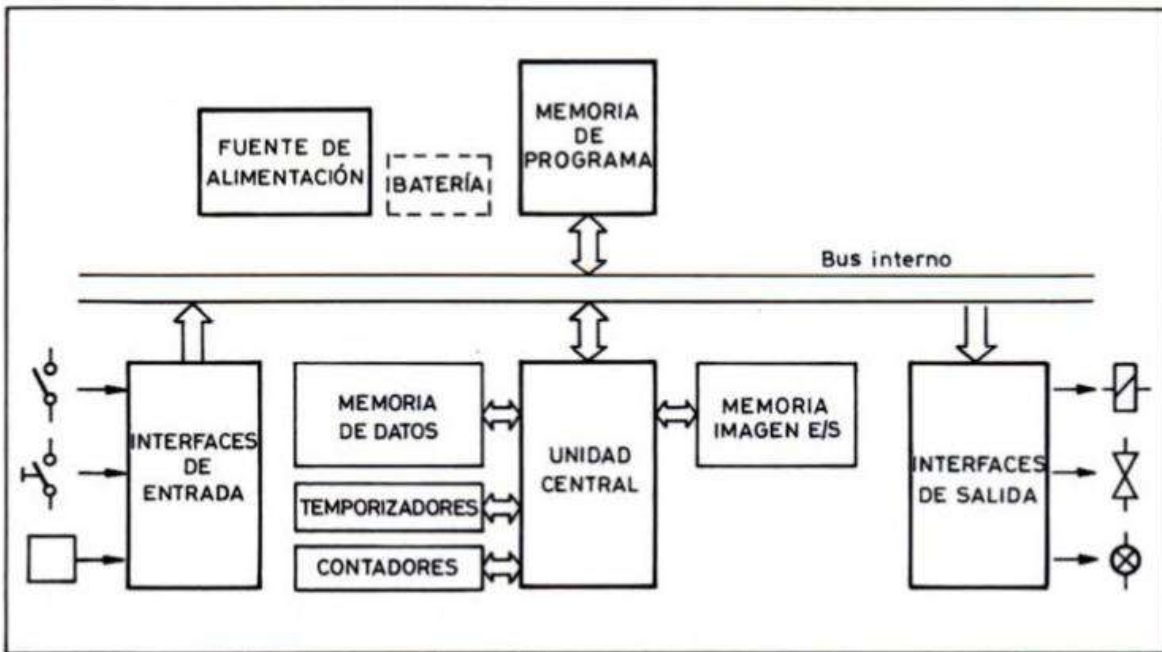 FUENTE DE
ALIMENTACIÓN
BATERÍA
MEMORIA
DE
PROGRAMA
Bus interno
INTERFACES
DE
ENTRADA
MEMORIA
DE DATOS
TEMPORIZADORES
CONTADORES
UNIDAD
CENTRAL
MEMORIA
IMAGEN E/S
INTERFACES
DE SALIDA